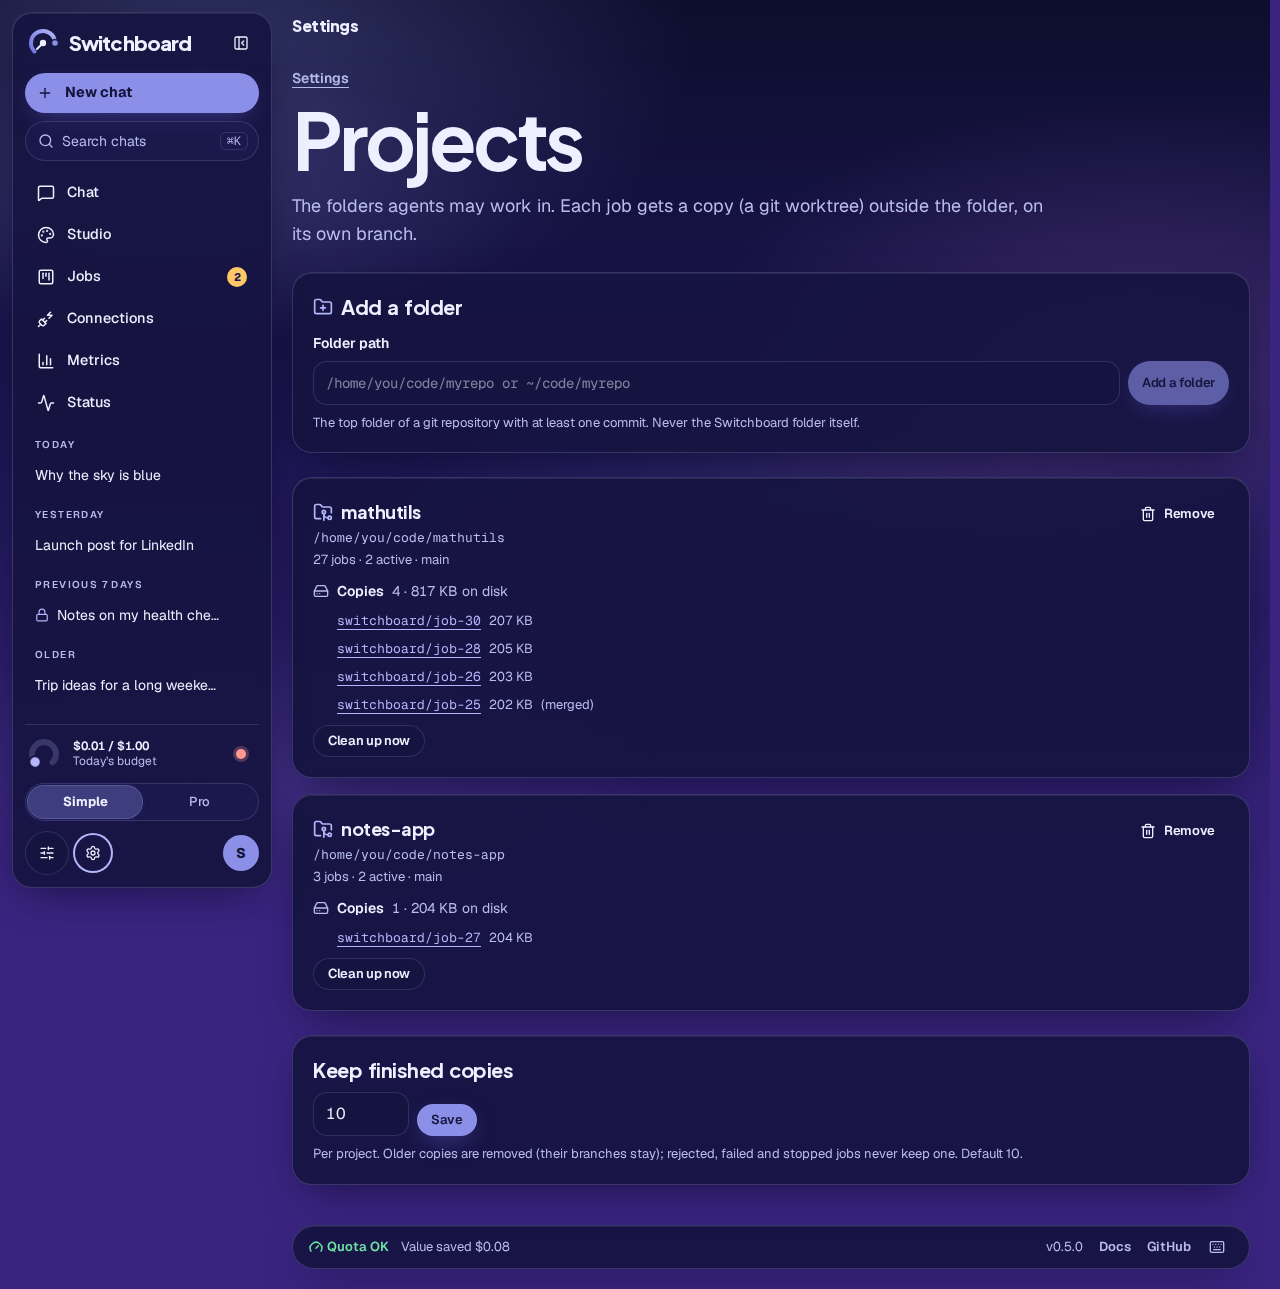 Switchboard
New chat
Search chats
⌘K
Chat
Studio
Jobs
2
Connections
Metrics
Status
TODAY
Why the sky is blue
YESTERDAY
Launch post for LinkedIn
PREVIOUS 7 DAYS
Notes on my health che...
OLDER
Trip ideas for a long weeke...
$0.01 / $1.00
Today's budget
Simple
Pro
S
Settings
Settings
Projects
The folders agents may work in. Each job gets a copy (a git worktree) outside the folder, on
its own branch.
Add a folder
Folder path
/home/you/code/myrepo or ~/code/myrepo
Add a folder
The top folder of a git repository with at least one commit. Never the Switchboard folder itself.
mathutils
Remove
/home/you/code/mathutils
27 jobs · 2 active · main
Copies 4 · 817 KB on disk
switchboard/job-30 207 KB
switchboard/job-28 205 KB
switchboard/job-26 203 KB
switchboard/job-25 202 KB (merged)
Clean up now
notes-app
Remove
/home/you/code/notes-app
3 jobs · 2 active · main
Copies 1 · 204 KB on disk
switchboard/job-27 204 KB
Clean up now
Keep finished copies
10
Save
Per project. Older copies are removed (their branches stay); rejected, failed and stopped jobs never keep one. Default 10.
Quota OK
Value saved $0.08
v0.5.0
Docs
GitHub